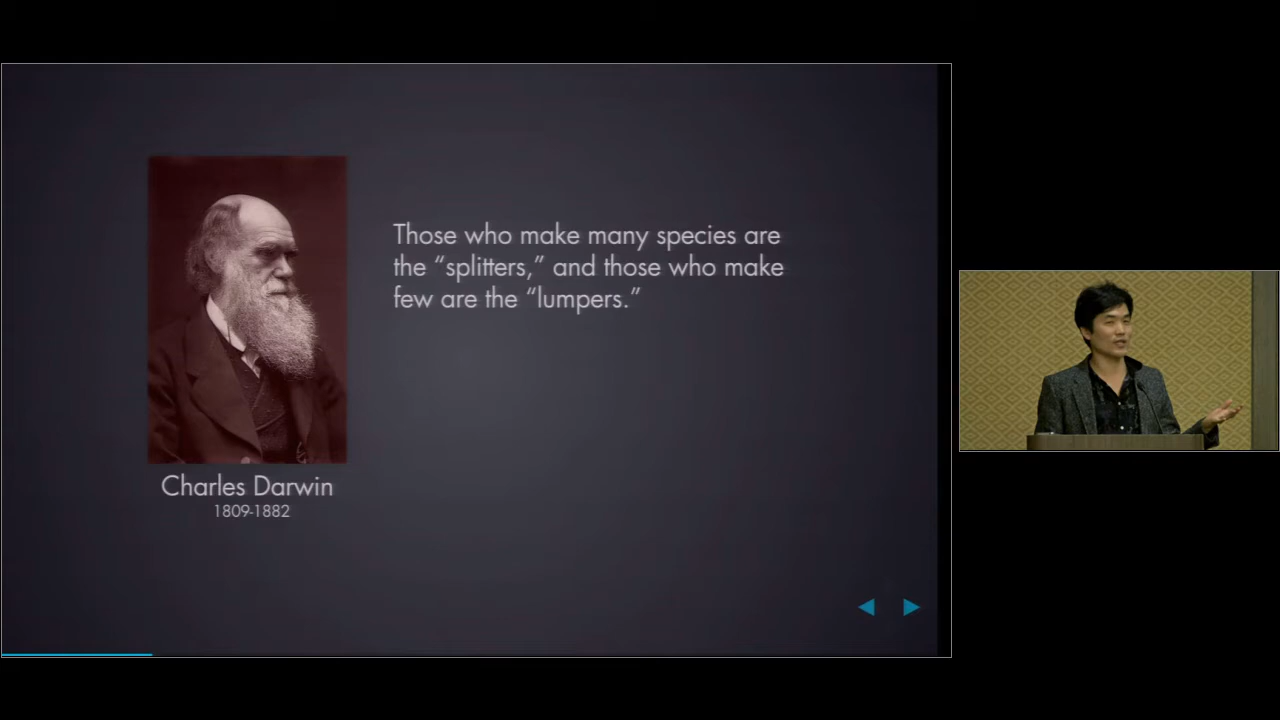 Those who make many species are
the “splitters,” and those who make
few are the “lumpers.”
Charles Darwin
1809-1882